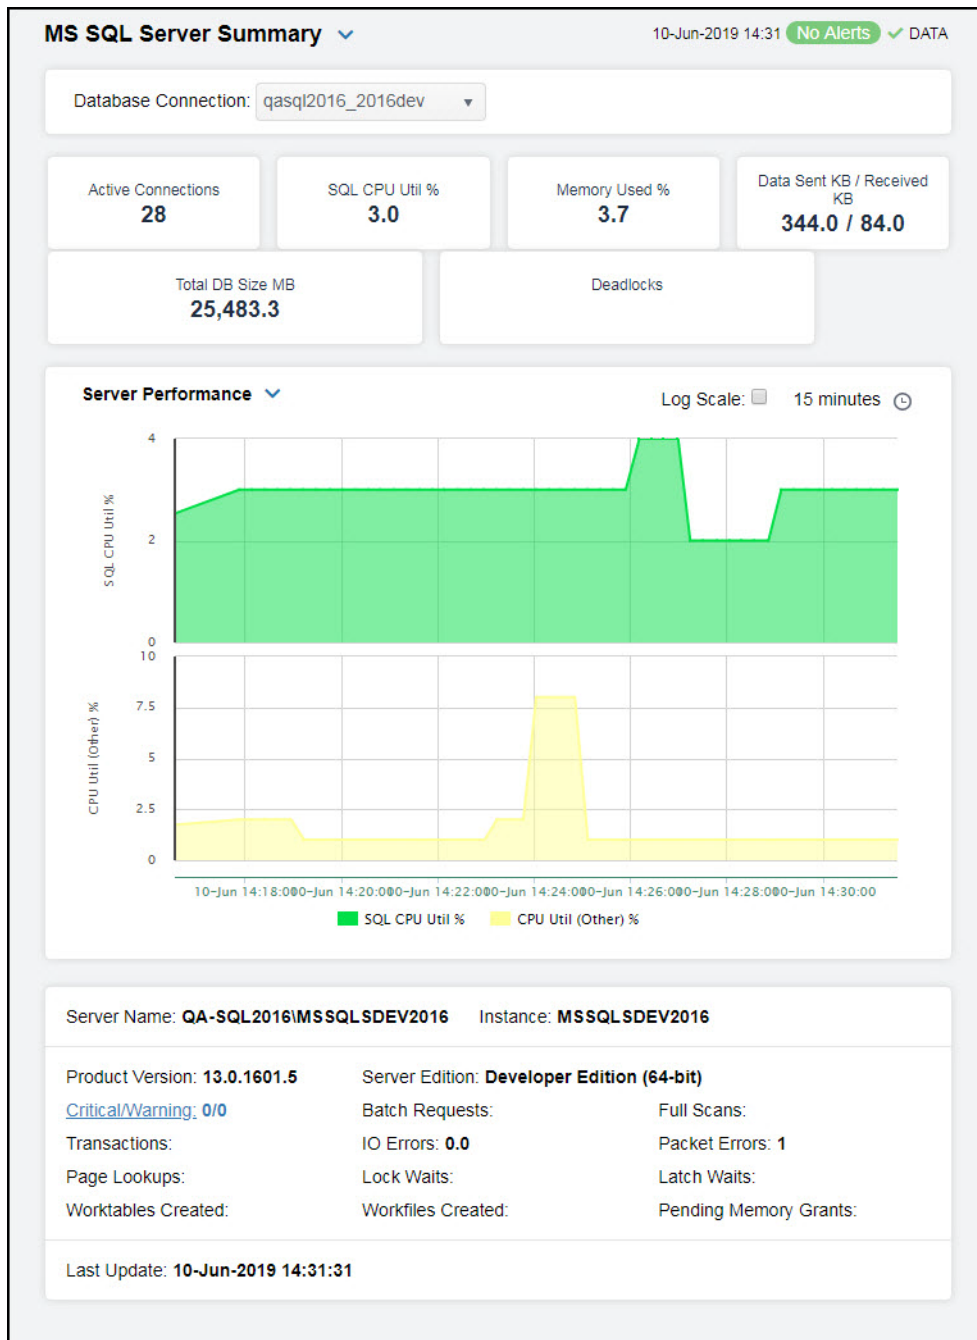 MS SQL Server Summary 10-Jun-2019 14:31 No Alerts DATA
Database Connection: qasql2016_2016dev
Active Connections SQL CPU Util % Memory Used % Data Sent KB / Received KB
28 3.0 3.7 344.0 / 84.0
Total DB Size MB Deadlocks
25,483.3
Server Performance Log Scale: 15 minutes
4
2
0
SQL CPU Util %
10
7.5
5
2.5
0
CPU Util (Other) %
10-Jun 14:18:00 10-Jun 14:20:00 10-Jun 14:22:00 10-Jun 14:24:00 10-Jun 14:26:00 10-Jun 14:28:00 10-Jun 14:30:00
SQL CPU Util % CPU Util (Other) %
Server Name: QA-SQL2016\MSSQLSDEV2016 Instance: MSSQLSDEV2016
Product Version: 13.0.1601.5 Server Edition: Developer Edition (64-bit)
Critical/Warning: 0/0 Batch Requests: Full Scans:
Transactions: IO Errors: 0.0 Packet Errors: 1
Page Lookups: Lock Waits: Latch Waits:
Worktables Created: Workfiles Created: Pending Memory Grants:
Last Update: 10-Jun-2019 14:31:31